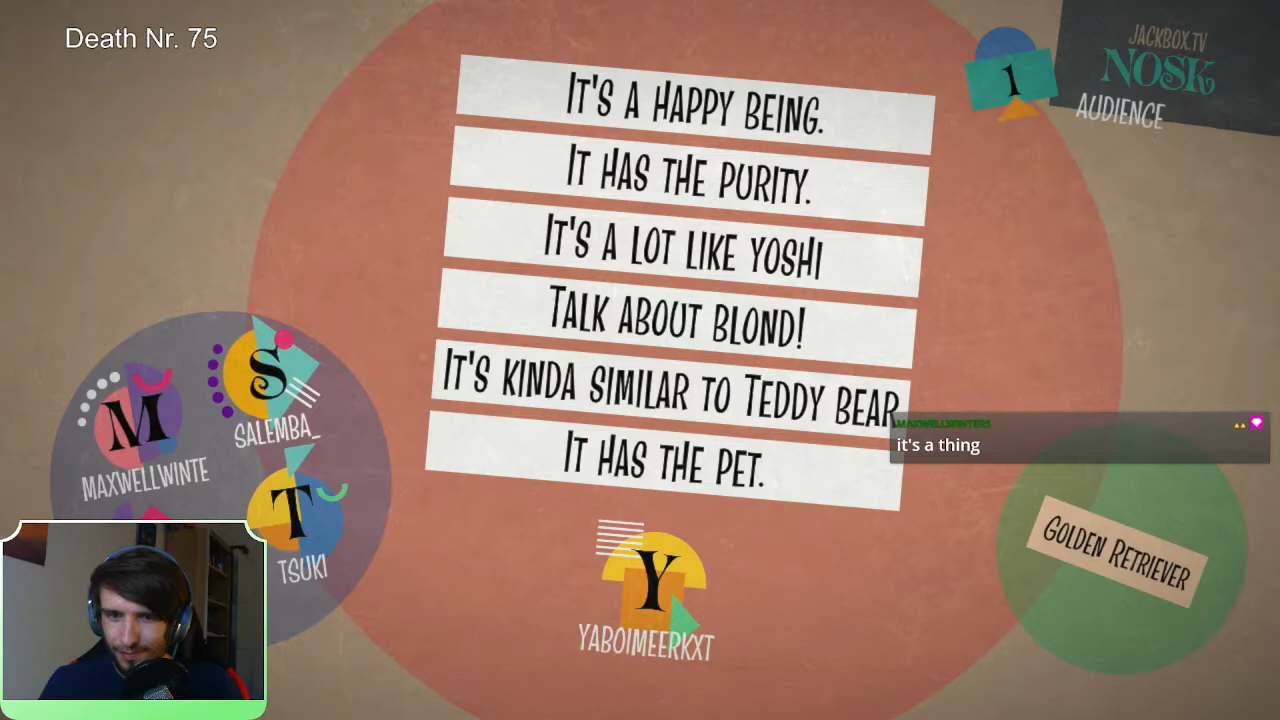 Death Nr. 75
JACKBOX.TV
NOSK
1
AUDIENCE
IT'S A HAPPY BEING.
IT HAS THE PURITY.
IT'S A LOT LIKE YOSHI
TALK ABOUT BLOND!
IT'S KINDA SIMILAR TO TEDDY BEAR
IT HAS THE PET.
MAXWELLWINTERS
it's a thing
S
SALEMBA_
M
MAXWELLWINTE
T
TSUKI
GOLDEN RETRIEVER
Y
YABOIMEERKXT